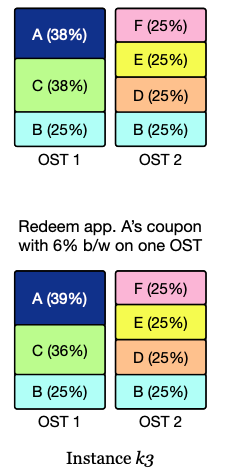 A (38%)
C (38%)
B (25%)
OST 1
F (25%)
E (25%)
D (25%)
B (25%)
OST 2
Redeem app. A's coupon
with 6% b/w on one OST
A (39%)
C (36%)
B (25%)
OST 1
F (25%)
E (25%)
D (25%)
B (25%)
OST 2
Instance k3